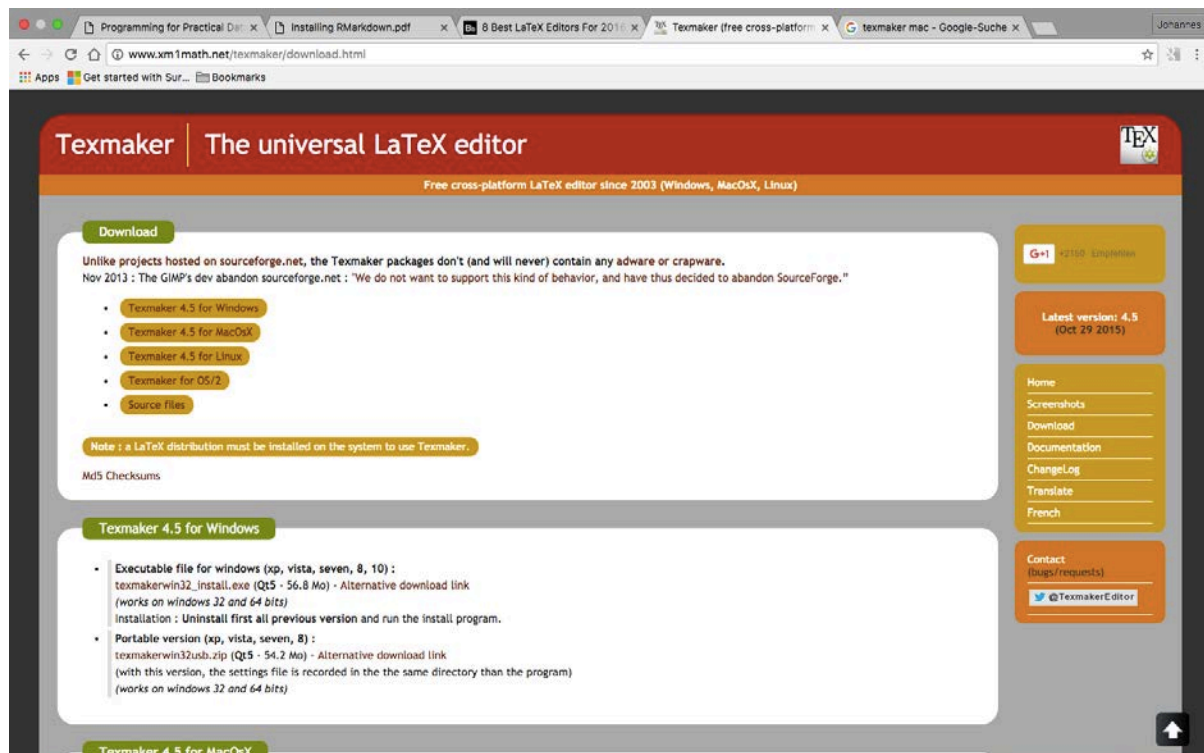 Programming for Practical Da
Installing RMarkdown.pdf
8 Best LaTeX Editors For 2016
Texmaker (free cross-platform
texmaker mac - Google-Suche
Johannes
www.xm1math.net/texmaker/download.html
Apps
Get started with Sur...
Bookmarks
Texmaker
The universal LaTeX editor
TEX
Free cross-platform LaTeX editor since 2003 (Windows, MacOsX, Linux)
Download
Unlike projects hosted on sourceforge.net, the Texmaker packages don't (and will never) contain any adware or crapware.
Nov 2013 : The GIMP's dev abandon sourceforge.net : "We do not want to support this kind of behavior, and have thus decided to abandon SourceForge."
Texmaker 4.5 for Windows
Texmaker 4.5 for MacOsX
Texmaker 4.5 for Linux
Texmaker for OS/2
Source files
Note : a LaTeX distribution must be installed on the system to use Texmaker.
Md5 Checksums
Texmaker 4.5 for Windows
Executable file for windows (xp, vista, seven, 8, 10) :
texmakerwin32_install.exe (Qt5 - 56.8 Mo) - Alternative download link
(works on windows 32 and 64 bits)
Installation : Uninstall first all previous version and run the install program.
Portable version (xp, vista, seven, 8) :
texmakerwin32usb.zip (Qt5 - 54.2 Mo) - Alternative download link
(with this version, the settings file is recorded in the the same directory than the program)
(works on windows 32 and 64 bits)
Texmaker 4.5 for MacOsX
G+1
Latest version: 4.5
(Oct 29 2015)
Home
Screenshots
Download
Documentation
ChangeLog
Translate
French
Contact
(bugs/requests)
@TexmakerEditor